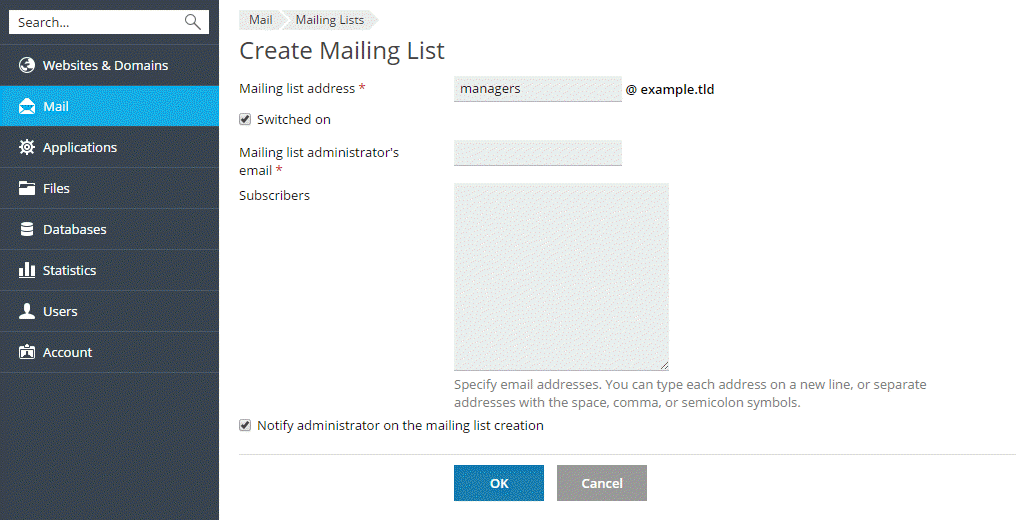 Search...
Websites & Domains
Mail
Applications
Files
Databases
Statistics
Users
Account
Mail
Mailing Lists
Create Mailing List
Mailing list address *
managers
@ example.tld
Switched on
Mailing list administrator's
email *
Subscribers
Specify email addresses. You can type each address on a new line, or separate
addresses with the space, comma, or semicolon symbols.
Notify administrator on the mailing list creation
OK
Cancel